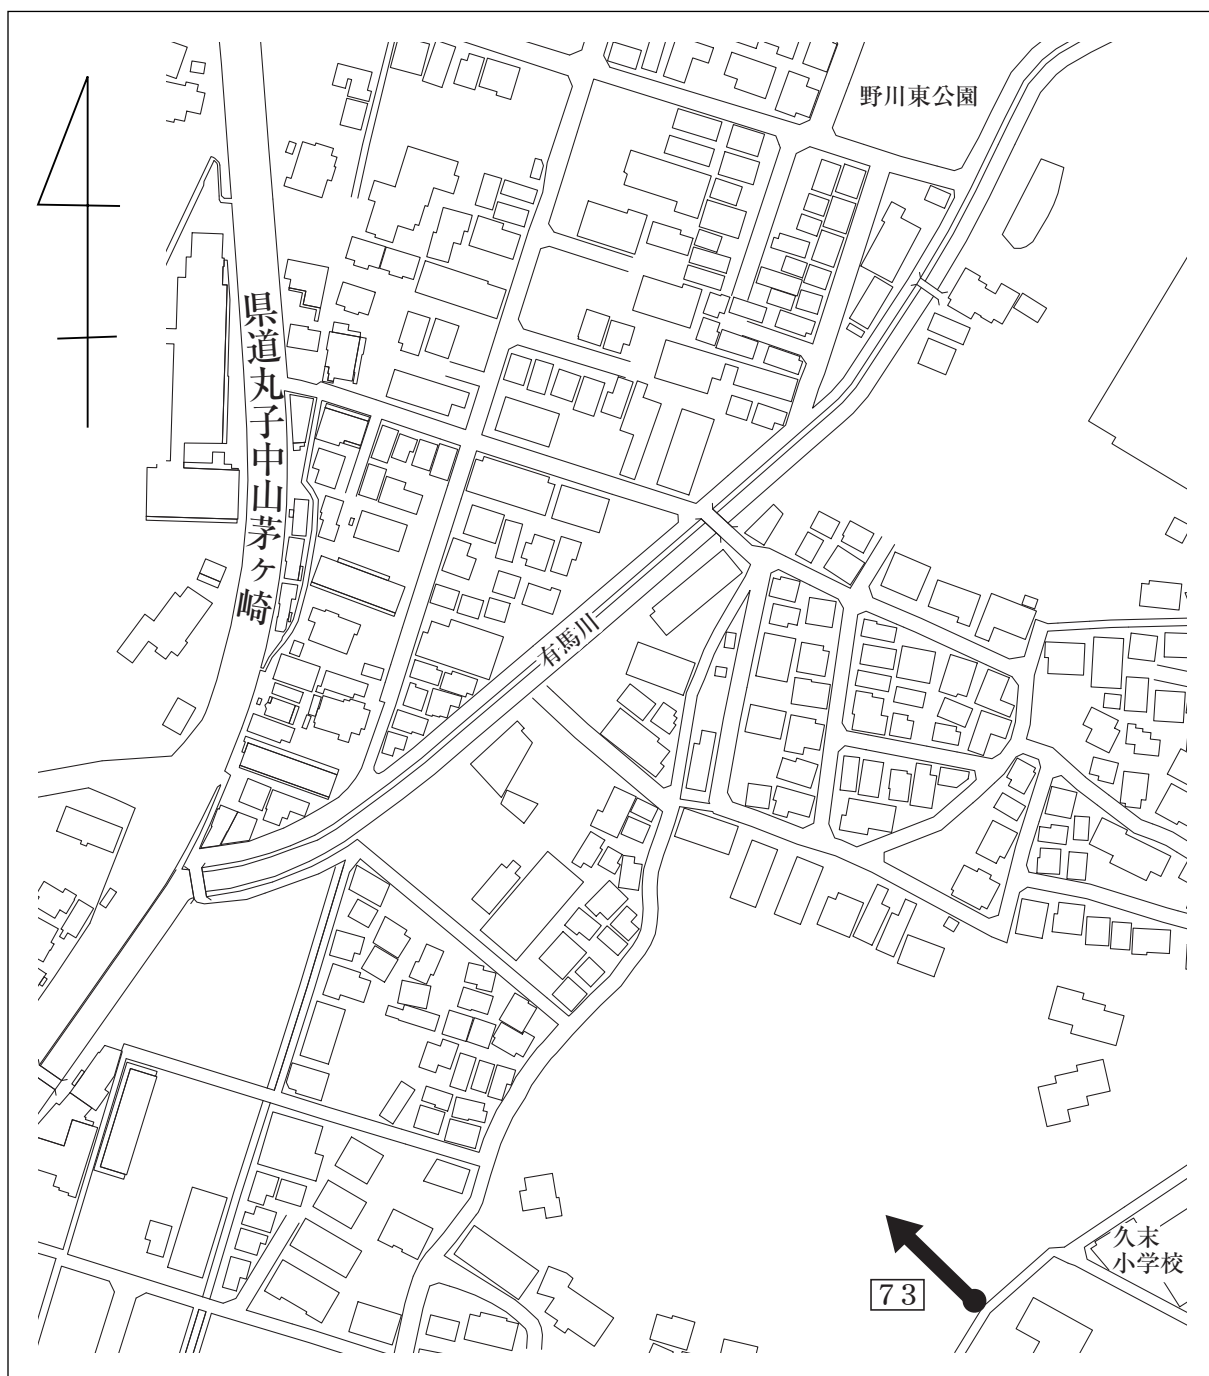 野川東公園
県道丸子中山茅ヶ崎
有馬川
久末
小学校
73